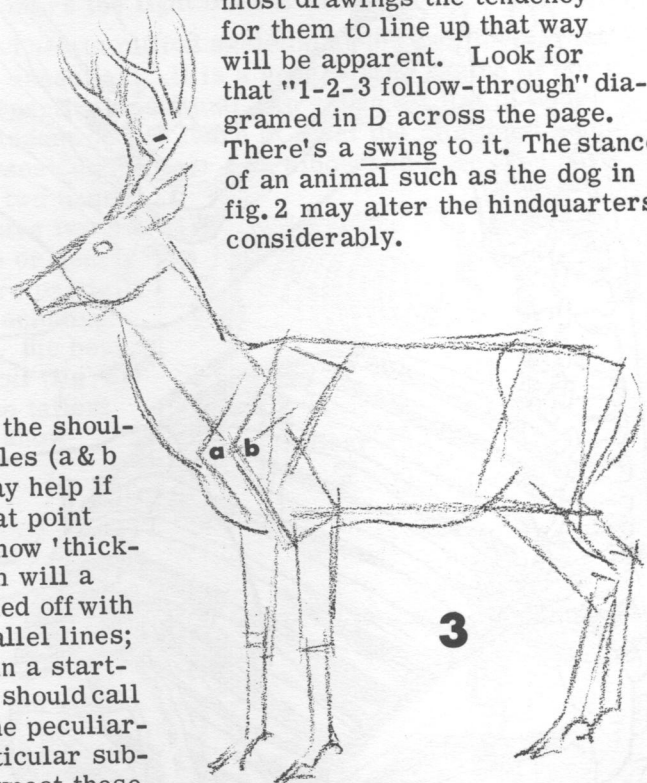 most drawings the tendency
for them to line up that way
will be apparent. Look for
that "1-2-3 follow-through" dia-
gramed in D across the page.
There's a swing to it. The stance
of an animal such as the dog in
fig. 2 may alter the hindquarters
considerably.
the shoul-
les (a & b
ay help if
at point
how 'thick-
n will a
ed off with
allel lines;
n a start-
should call
e peculiar-
ticular sub-
most these
a b
3